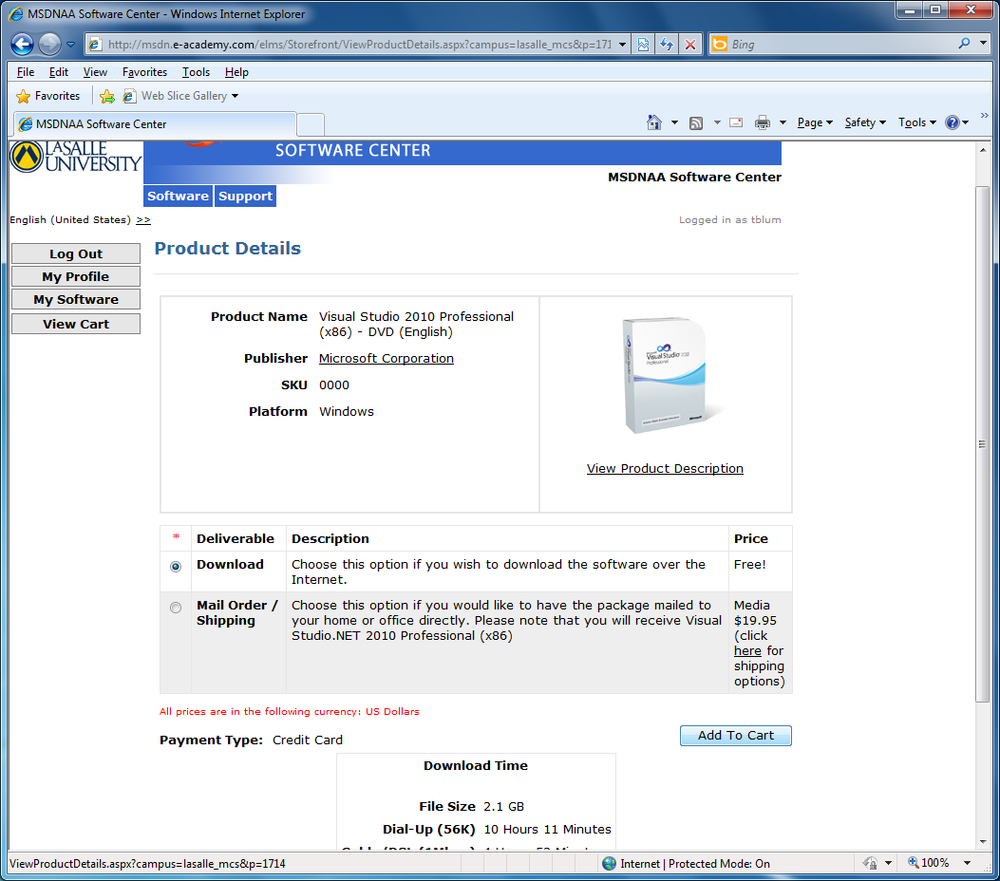 MSDNAA Software Center - Windows Internet Explorer
http://msdn.e-academy.com/elms/Storefront/ViewProductDetails.aspx?campus=lasalle_mcs&p=171
Bing
File Edit View Favorites Tools Help
Favorites Web Slice Gallery
MSDNAA Software Center
Page Safety Tools
LASALLE
UNIVERSITY
SOFTWARE CENTER
MSDNAA Software Center
Software Support
English (United States) >>
Logged in as tblum
Log Out
My Profile
My Software
View Cart
Product Details
Product Name Visual Studio 2010 Professional
(x86) - DVD (English)
Publisher Microsoft Corporation
SKU 0000
Platform Windows
Visual Studio 2010
Professional
Microsoft
View Product Description
* Deliverable Description Price
Download Choose this option if you wish to download the software over the Free!
Internet.
Mail Order / Choose this option if you would like to have the package mailed to Media
Shipping your home or office directly. Please note that you will receive Visual $19.95
Studio.NET 2010 Professional (x86) (click
here for
shipping
options)
All prices are in the following currency: US Dollars
Payment Type: Credit Card Add To Cart
Download Time
File Size 2.1 GB
Dial-Up (56K) 10 Hours 11 Minutes
ViewProductDetails.aspx?campus=lasalle_mcs&p=1714
Internet | Protected Mode: On
100%